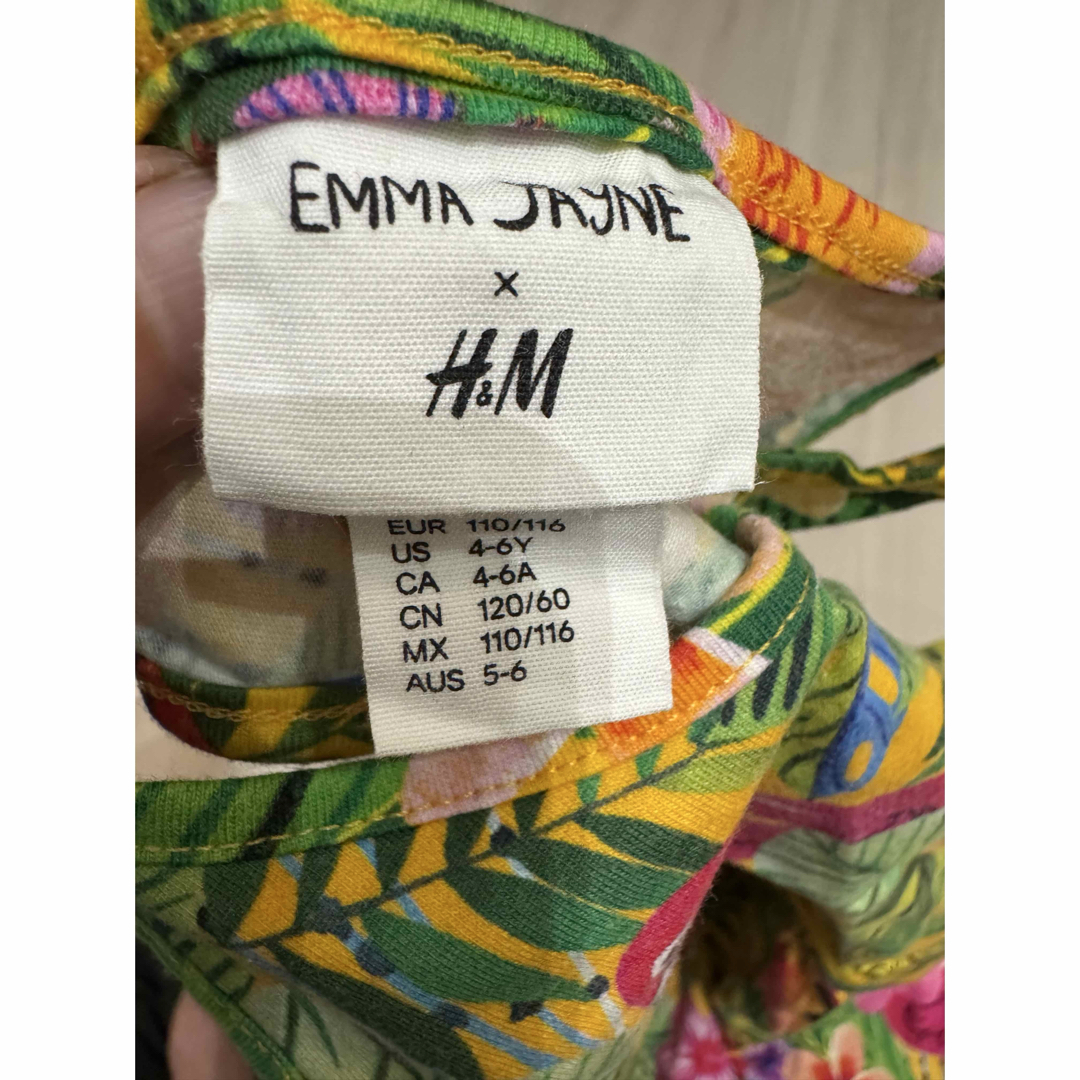 EMMA JAYNE
x
H&M
EUR 110/116
US 4-6Y
CA 4-6A
CN 120/60
MX 110/116
AUS 5-6